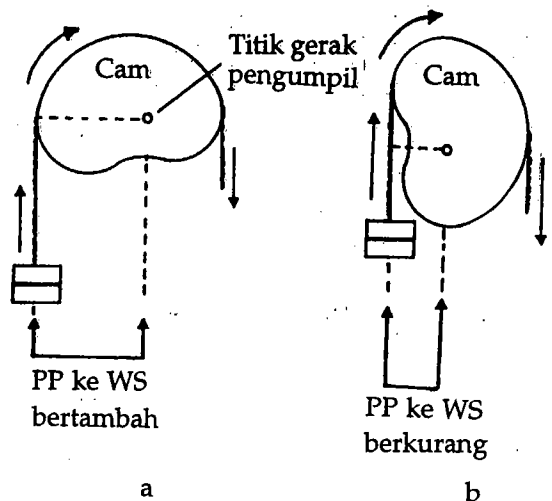 Cam
Titik gerak
pengumpil
Cam
PP ke WS
bertambah
PP ke WS
berkurang
a
b